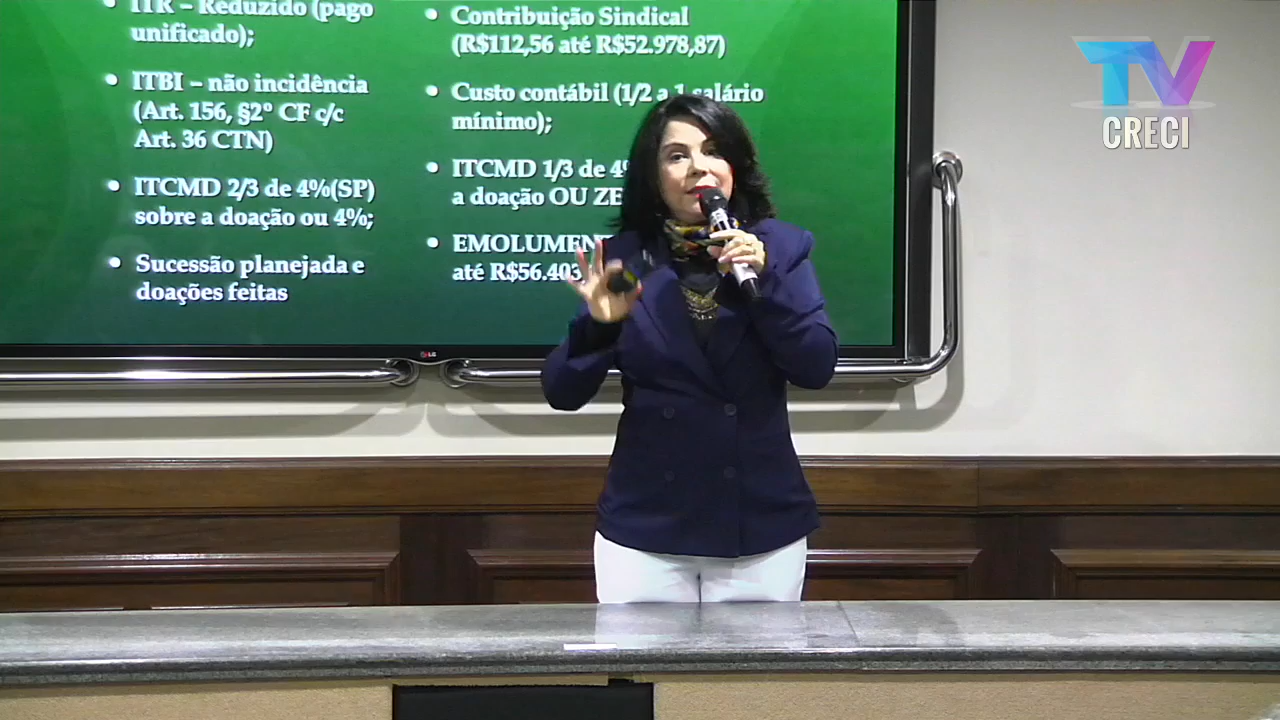 ITR – Reduzido (pago
unificado);
ITBI – não incidência
(Art. 156, §2º CF c/c
Art. 36 CTN)
ITCMD 2/3 de 4%(SP)
sobre a doação ou 4%;
Sucessão planejada e
doações feitas
Contribuição Sindical
(R$112,56 até R$52.978,87)
Custo contábil (1/2 a 1 salário
mínimo);
ITCMD 1/3 de
a doação OU
até R$56.403
LG
TV
CRECI